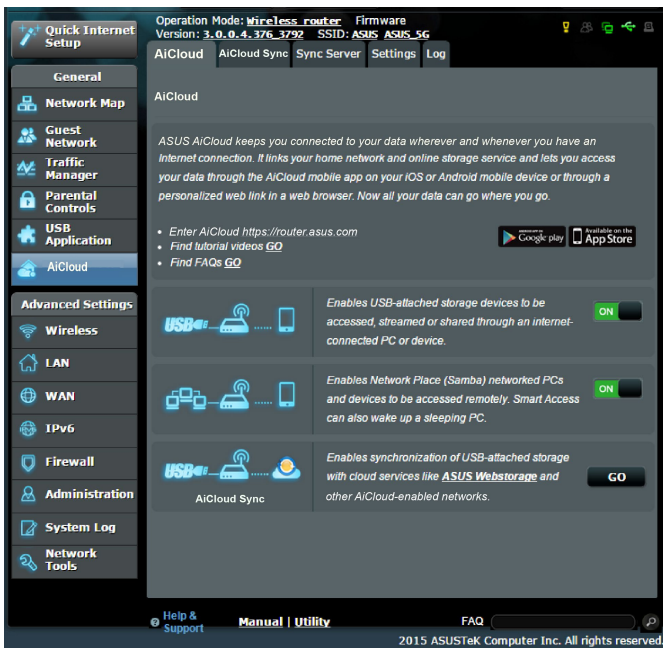 Quick Internet
Setup
Operation Mode: Wireless router Firmware
Version: 3.0.0.4.376_3792 SSID: ASUS ASUS_5G
AiCloud
AiCloud Sync
Sync Server
Settings
Log
General
Network Map
Guest
Network
Traffic
Manager
Parental
Controls
USB
Application
AiCloud
Advanced Settings
Wireless
LAN
WAN
IPv6
Firewall
Administration
System Log
Network
Tools
AiCloud
ASUS AiCloud keeps you connected to your data wherever and whenever you have an
Internet connection. It links your home network and online storage service and lets you access
your data through the AiCloud mobile app on your iOS or Android mobile device or through a
personalized web link in a web browser. Now all your data can go where you go.
• Enter AiCloud https://router.asus.com
• Find tutorial videos GO
• Find FAQs GO
Google play
Available on the
App Store
USB
Enables USB-attached storage devices to be
accessed, streamed or shared through an internet-
connected PC or device.
ON
Enables Network Place (Samba) networked PCs
and devices to be accessed remotely. Smart Access
can also wake up a sleeping PC.
ON
USB
AiCloud Sync
Enables synchronization of USB-attached storage
with cloud services like ASUS Webstorage and
other AiCloud-enabled networks.
GO
Help &
Support
Manual | Utility
FAQ
2015 ASUSTeK Computer Inc. All rights reserved.